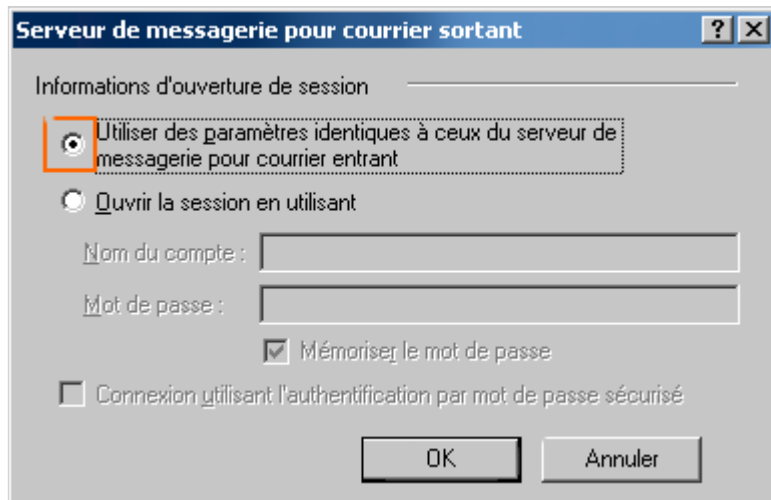 Serveur de messagerie pour courrier sortant
Informations d'ouverture de session
Utiliser des paramètres identiques à ceux du serveur de
messagerie pour courrier entrant
Ouvrir la session en utilisant
Nom du compte :
Mot de passe :
Mémoriser le mot de passe
Connexion utilisant l'authentification par mot de passe sécurisé
OK
Annuler